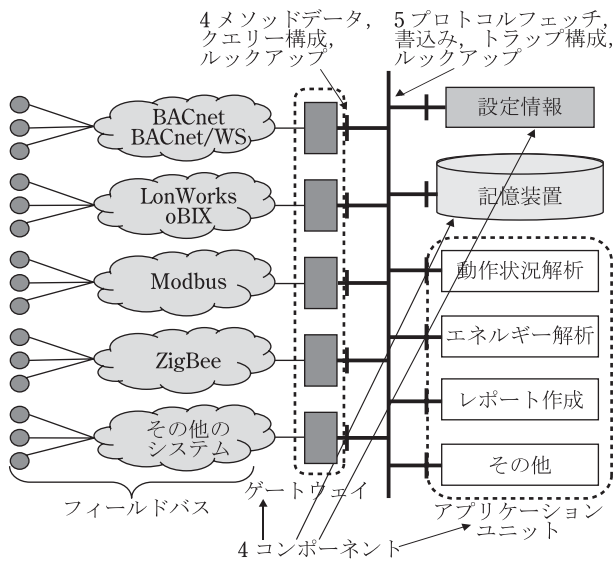 4 メソッドデータ,
クエリー構成,
ルックアップ
5 プロトコルフェッチ,
書込み, トラップ構成,
ルックアップ
BACnet
BACnet/WS
LonWorks
oBIX
Modbus
ZigBee
その他の
システム
設定情報
記憶装置
動作状況解析
エネルギー解析
レポート作成
その他
フィールドバス
ゲートウェイ
アプリケーション
ユニット
4 コンポーネント